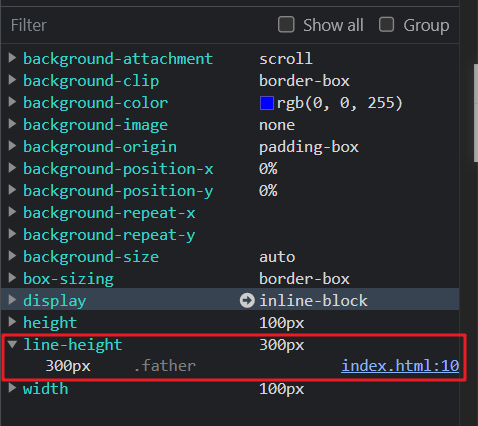 Filter Show all Group
background-attachment scroll
background-clip border-box
background-color rgb(0, 0, 255)
background-image none
background-origin padding-box
background-position-x 0%
background-position-y 0%
background-repeat-x
background-repeat-y
background-size auto
box-sizing border-box
display inline-block
height 100px
line-height 300px
300px .father index.html:10
width 100px